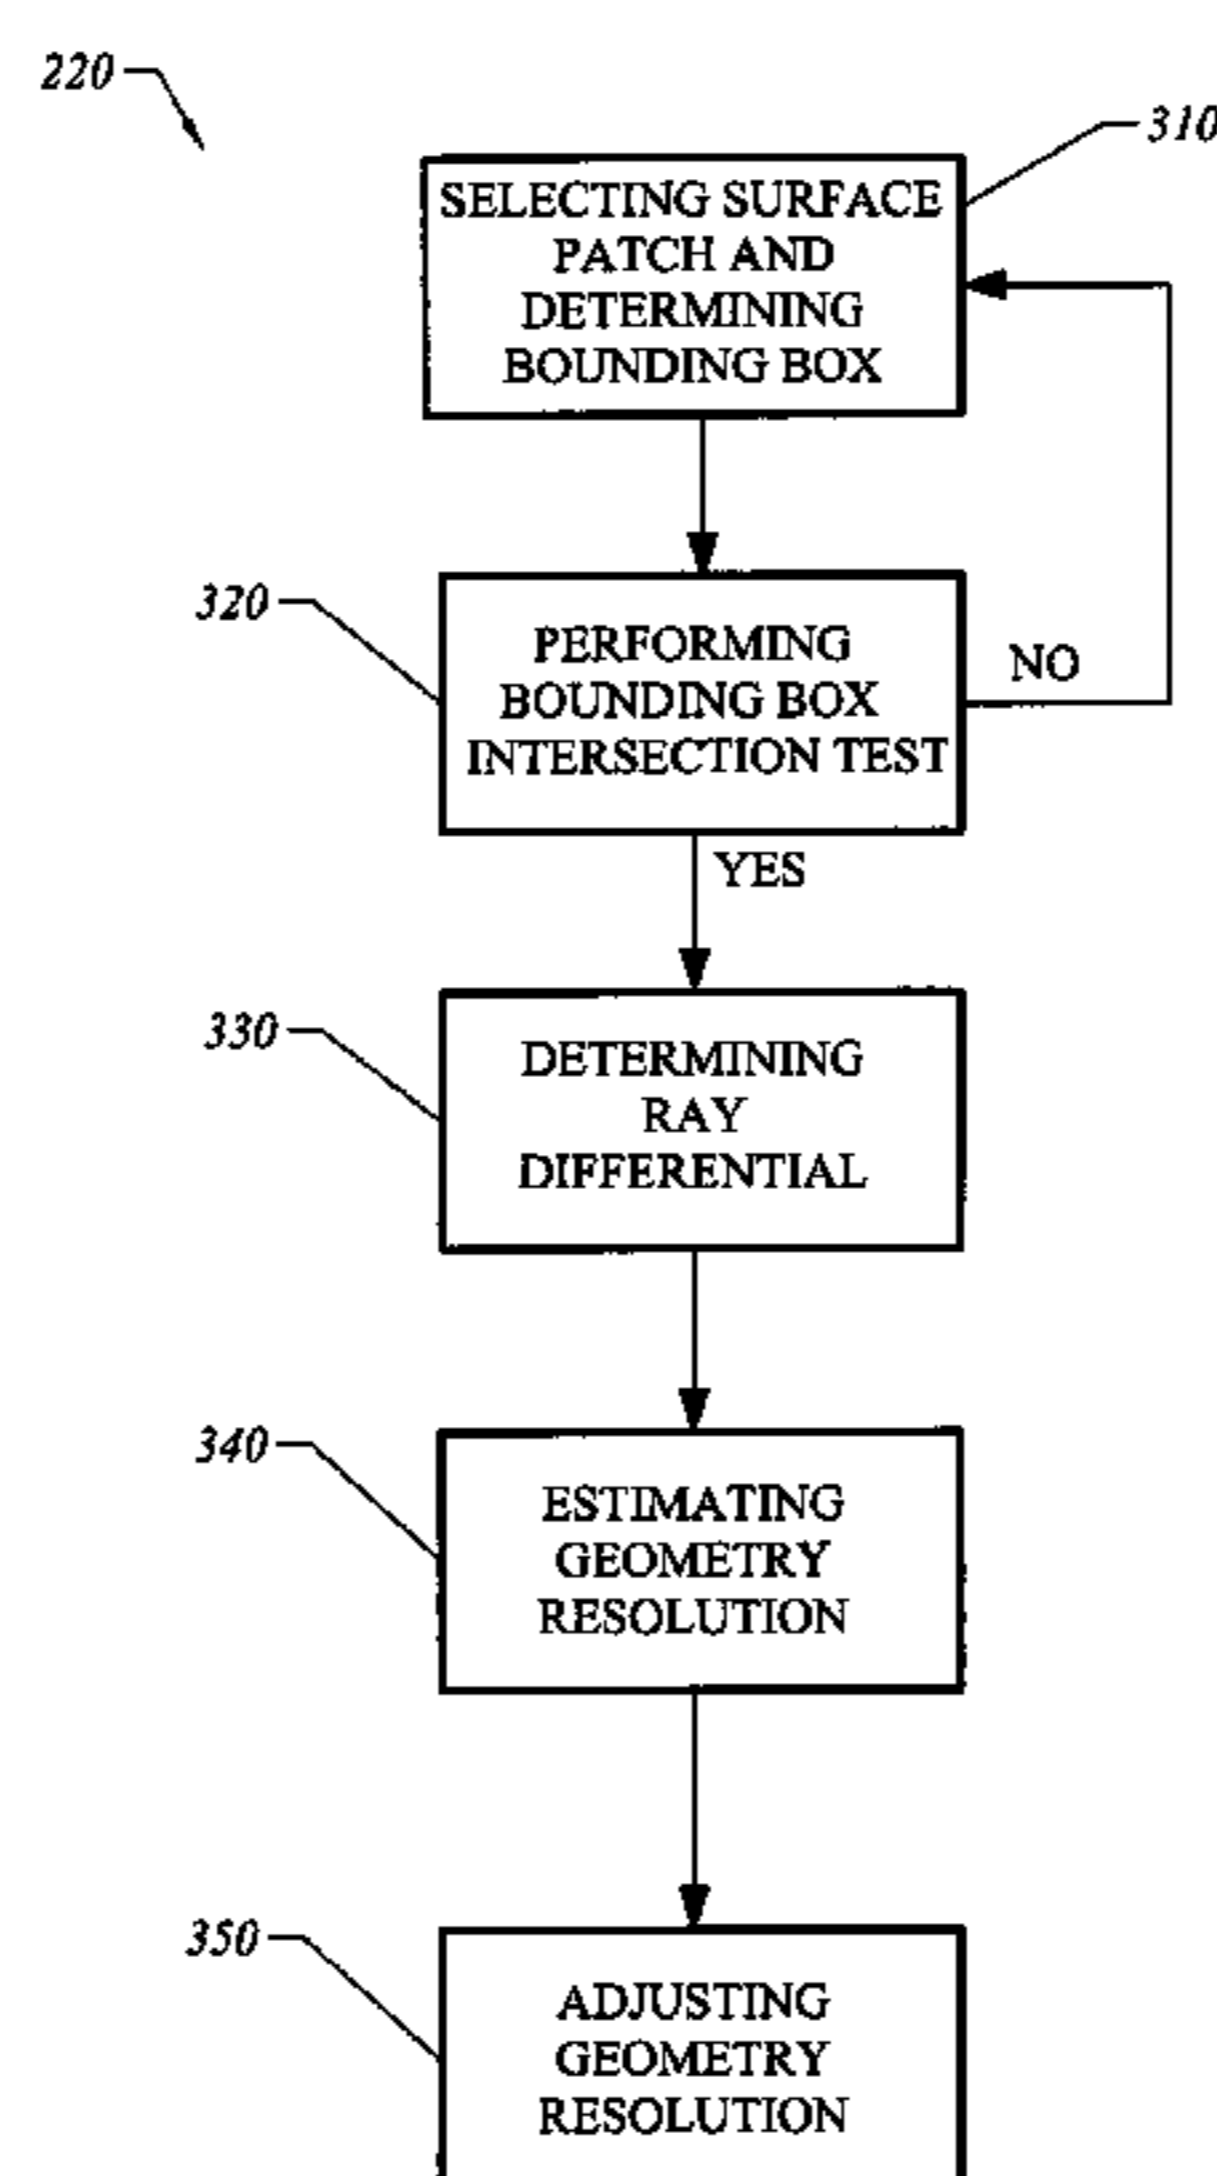 220
310
SELECTING SURFACE
PATCH AND
DETERMINING
BOUNDING BOX
320
PERFORMING
BOUNDING BOX
INTERSECTION TEST
NO
YES
330
DETERMINING
RAY
DIFFERENTIAL
340
ESTIMATING
GEOMETRY
RESOLUTION
350
ADJUSTING
GEOMETRY
RESOLUTION